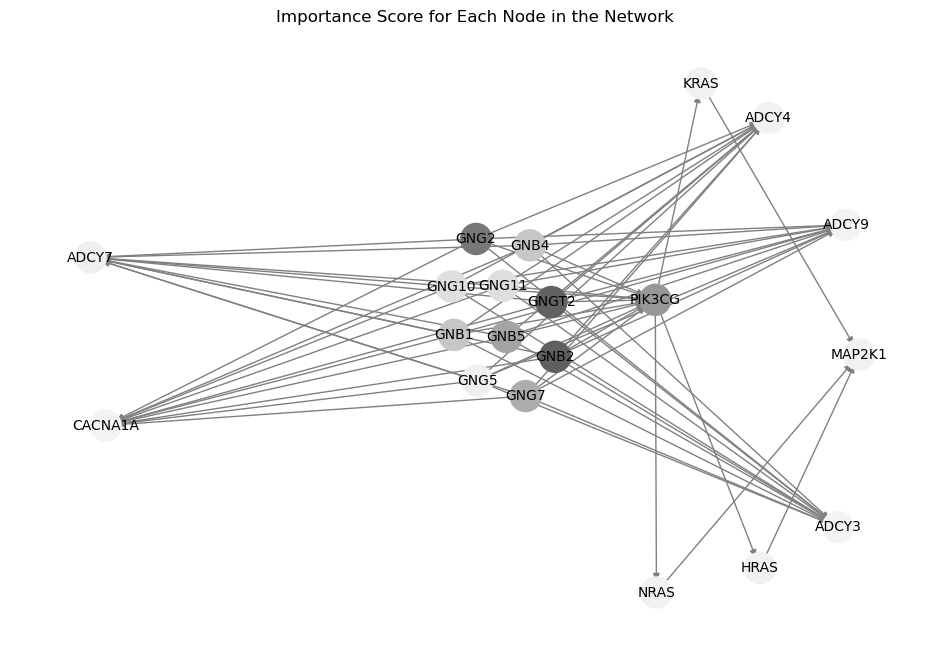 Importance Score for Each Node in the Network
KRAS
ADCY4
ADCY9
GNG2
GNB4
ADCY7
GNG10
GNG11
GNGT2
PIK3CG
GNB1
GNB5
GNB2
MAP2K1
GNG5
GNG7
CACNA1A
ADCY3
HRAS
NRAS